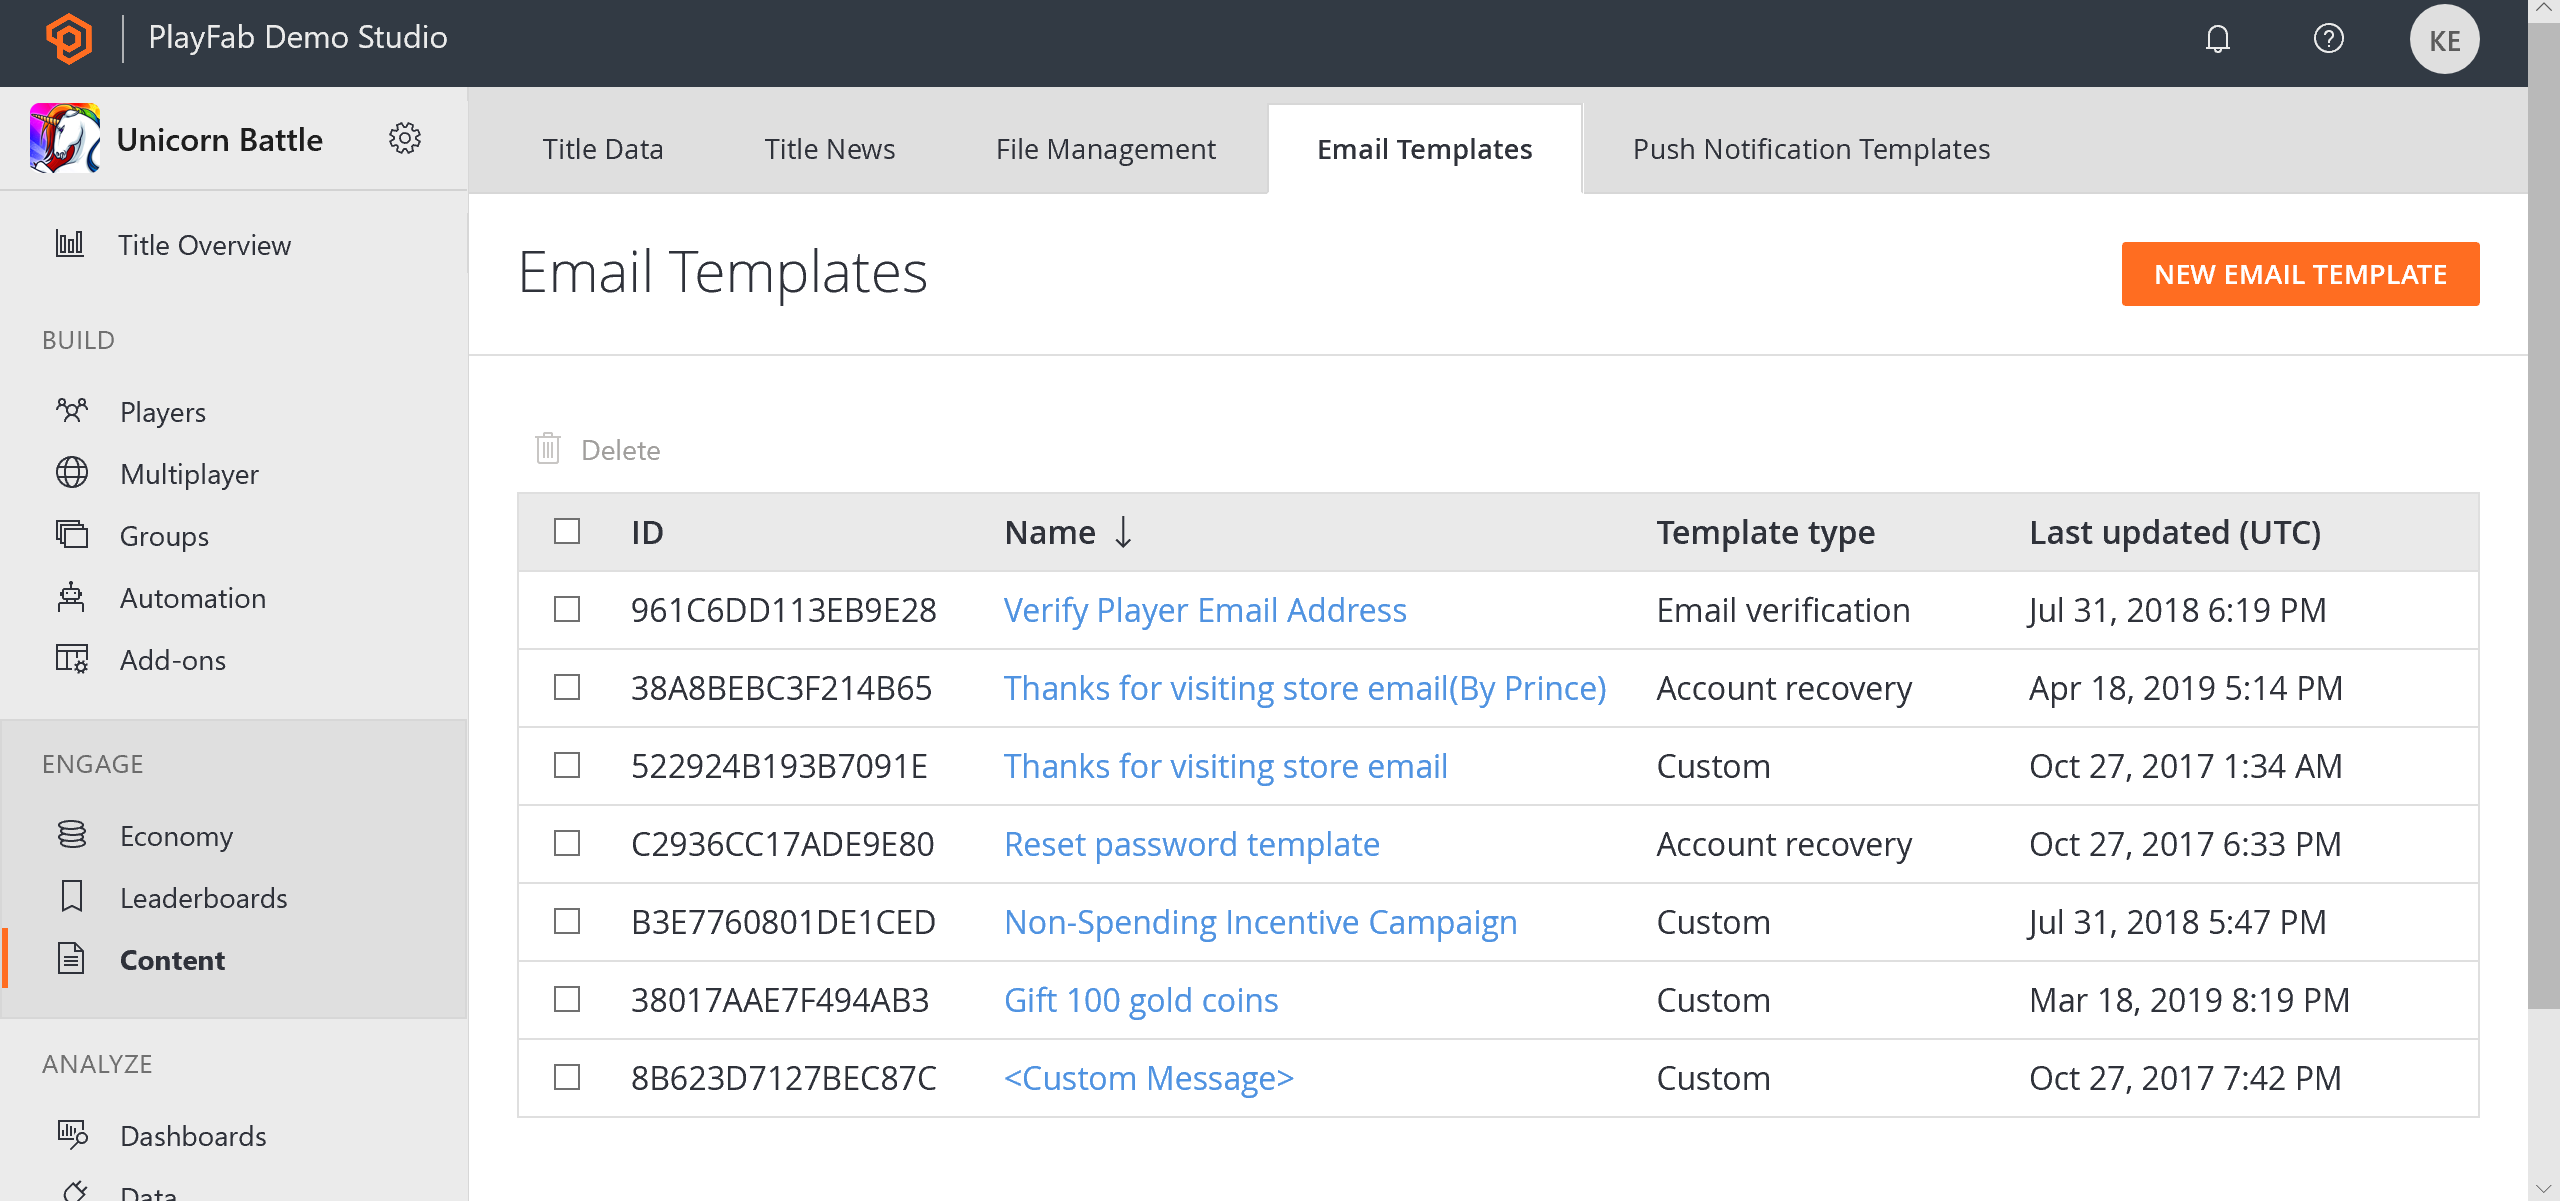 PlayFab Demo Studio
KE
Unicorn Battle
Title Data
Title News
File Management
Email Templates
Push Notification Templates
Title Overview
BUILD
Players
Multiplayer
Groups
Automation
Add-ons
ENGAGE
Economy
Leaderboards
Content
ANALYZE
Dashboards
Data
Email Templates
NEW EMAIL TEMPLATE
Delete
ID Name ↓ Template type Last updated (UTC)
961C6DD113EB9E28 Verify Player Email Address Email verification Jul 31, 2018 6:19 PM
38A8BEBC3F214B65 Thanks for visiting store email(By Prince) Account recovery Apr 18, 2019 5:14 PM
522924B193B7091E Thanks for visiting store email Custom Oct 27, 2017 1:34 AM
C2936CC17ADE9E80 Reset password template Account recovery Oct 27, 2017 6:33 PM
B3E7760801DE1CED Non-Spending Incentive Campaign Custom Jul 31, 2018 5:47 PM
38017AAE7F494AB3 Gift 100 gold coins Custom Mar 18, 2019 8:19 PM
8B623D7127BEC87C <Custom Message> Custom Oct 27, 2017 7:42 PM